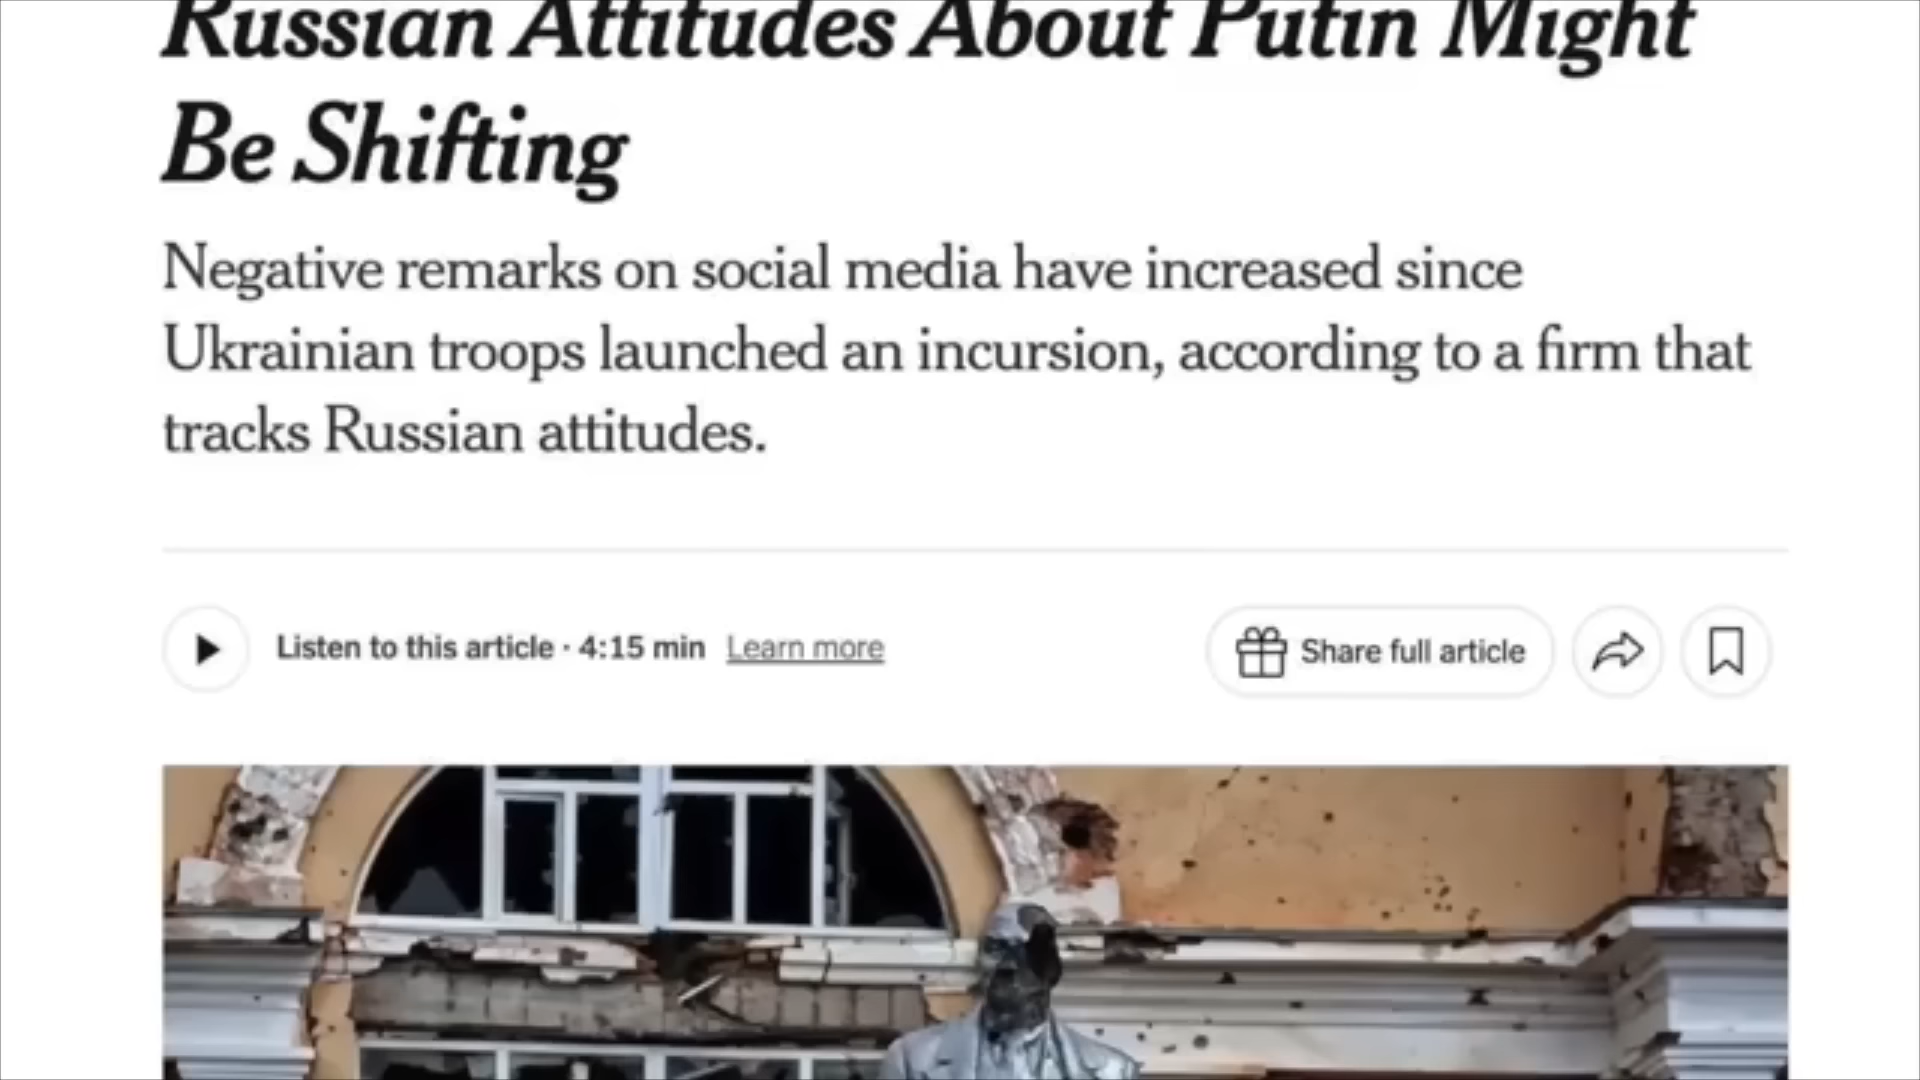 Russian Attitudes About Putin Might
Be Shifting
Negative remarks on social media have increased since
Ukrainian troops launched an incursion, according to a firm that
tracks Russian attitudes.
Listen to this article · 4:15 min Learn more
Share full article